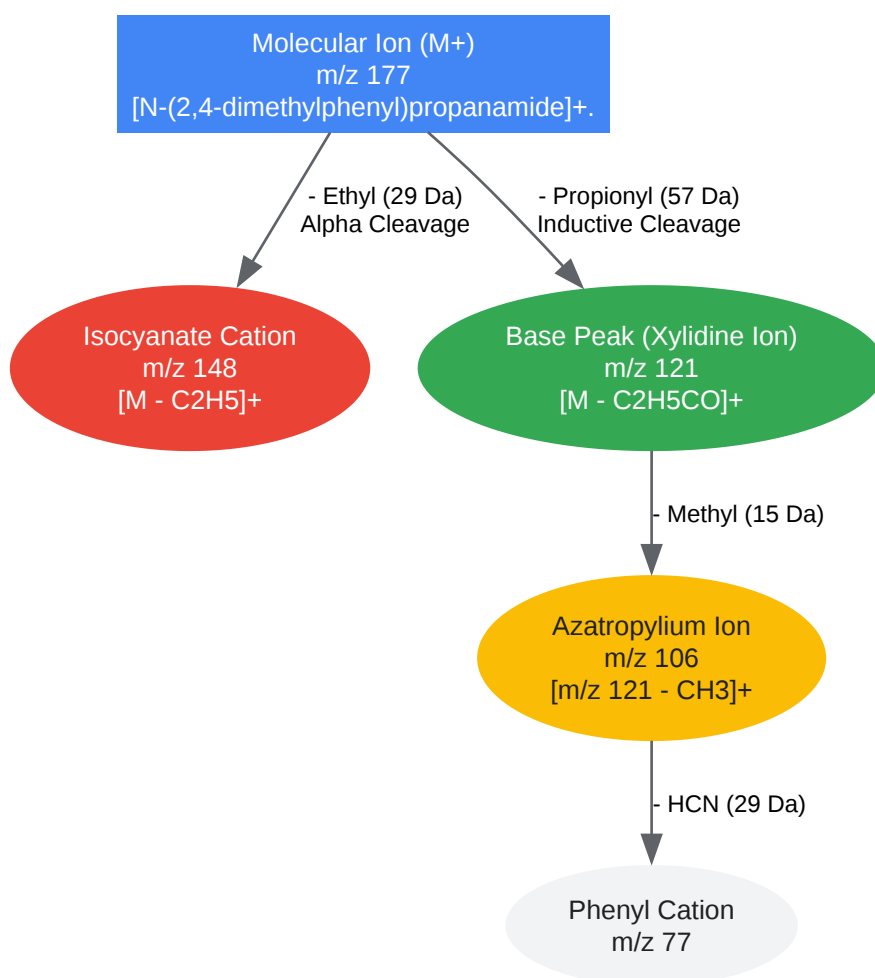 Molecular Ion (M+)
m/z 177
[N-(2,4-dimethylphenyl)propanamide]+.
- Ethyl (29 Da)
Alpha Cleavage
- Propionyl (57 Da)
Inductive Cleavage
Isocyanate Cation
m/z 148
[M - C2H5]+
Base Peak (Xylidine Ion)
m/z 121
[M - C2H5CO]+
- Methyl (15 Da)
Azatropylium Ion
m/z 106
[m/z 121 - CH3]+
- HCN (29 Da)
Phenyl Cation
m/z 77